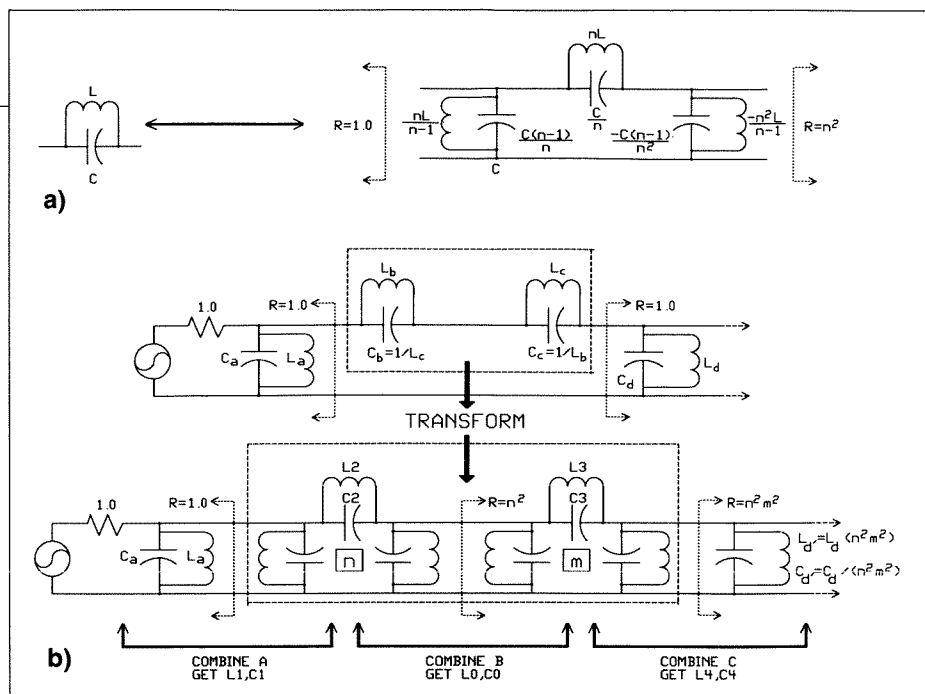 L
C
a)
R=1.0
nL/n-1
C(n-1)/n
C
nL
C/n
-C(n-1)/n²
-n²L/n-1
R=n²
1.0
C_a
L_a
R=1.0
L_b
C_b=1/L_c
L_c
C_c=1/L_b
R=1.0
C_d
L_d
TRANSFORM
1.0
C_a
L_a
R=1.0
L2
C2
n
R=n²
L3
C3
m
R=n²m²
L_d'=L_d(n²m²)
C_d'=C_d/(n²m²)
b)
COMBINE A
GET L1,C1
COMBINE B
GET L0,C0
COMBINE C
GET L4,C4